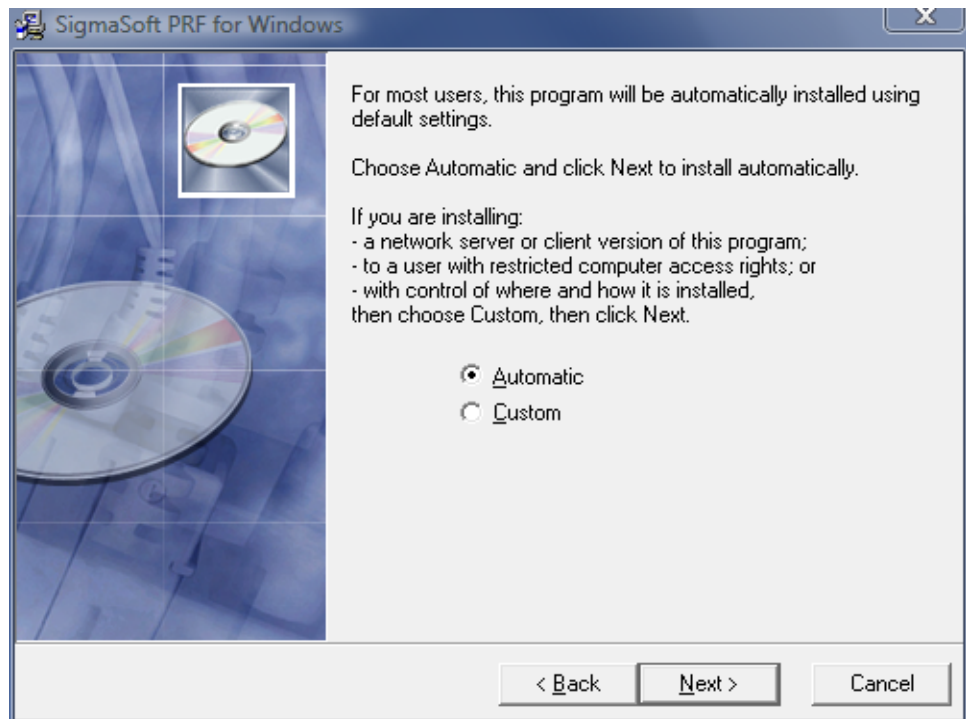 SigmaSoft PRF for Windows
X
For most users, this program will be automatically installed using
default settings.
Choose Automatic and click Next to install automatically.
If you are installing:
- a network server or client version of this program;
- to a user with restricted computer access rights; or
- with control of where and how it is installed,
then choose Custom, then click Next.
Automatic
Custom
< Back
Next >
Cancel